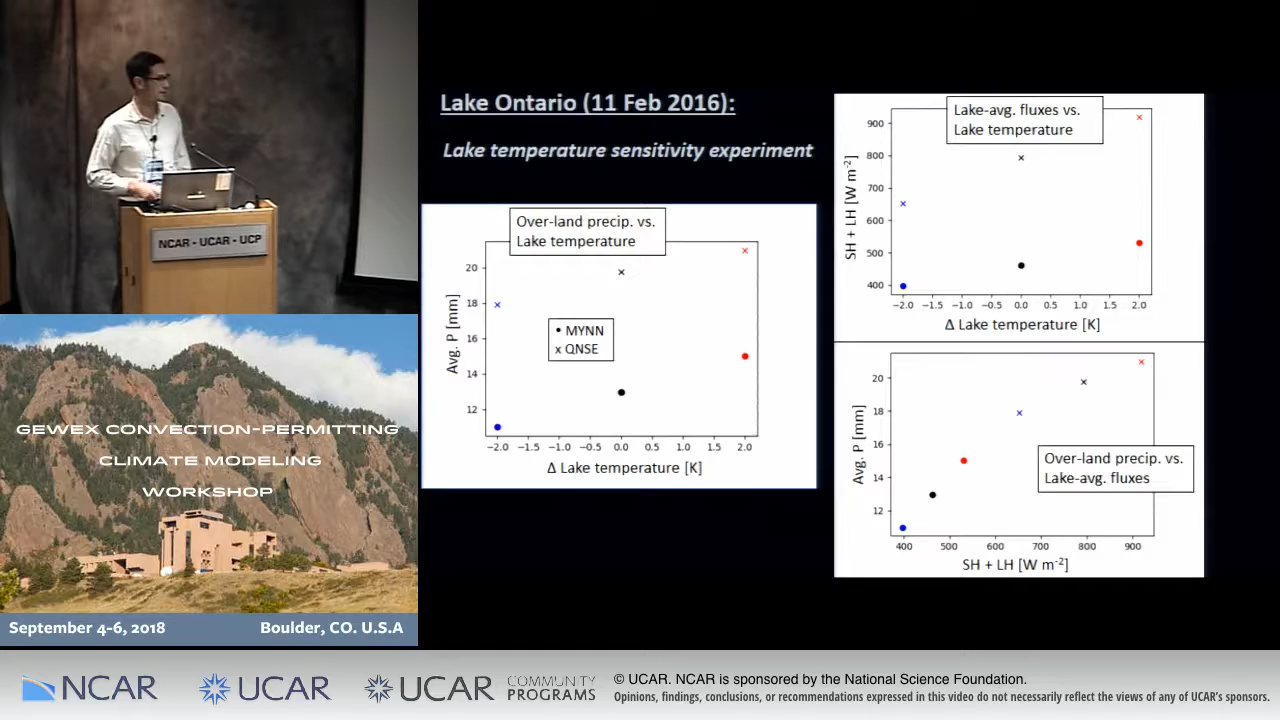 NCAR - UCAR - UCP
GEWEX CONVECTION-PERMITTING
CLIMATE MODELING
WORKSHOP
September 4-6, 2018
Boulder, CO. U.S.A
Lake Ontario (11 Feb 2016):
Lake temperature sensitivity experiment
Over-land precip. vs.
Lake temperature
Avg. P [mm]
20
18
16
14
12
• MYNN
x QNSE
−2.0 −1.5 −1.0 −0.5 0.0 0.5 1.0 1.5 2.0
Δ Lake temperature [K]
Lake-avg. fluxes vs.
Lake temperature
SH + LH [W m⁻²]
900
800
700
600
500
400
−2.0 −1.5 −1.0 −0.5 0.0 0.5 1.0 1.5 2.0
Δ Lake temperature [K]
Avg. P [mm]
20
18
16
14
12
Over-land precip. vs.
Lake-avg. fluxes
400 500 600 700 800 900
SH + LH [W m⁻²]
NCAR
UCAR
UCAR
COMMUNITY
PROGRAMS
© UCAR. NCAR is sponsored by the National Science Foundation.
Opinions, findings, conclusions, or recommendations expressed in this video do not necessarily reflect the views of any of UCAR's sponsors.